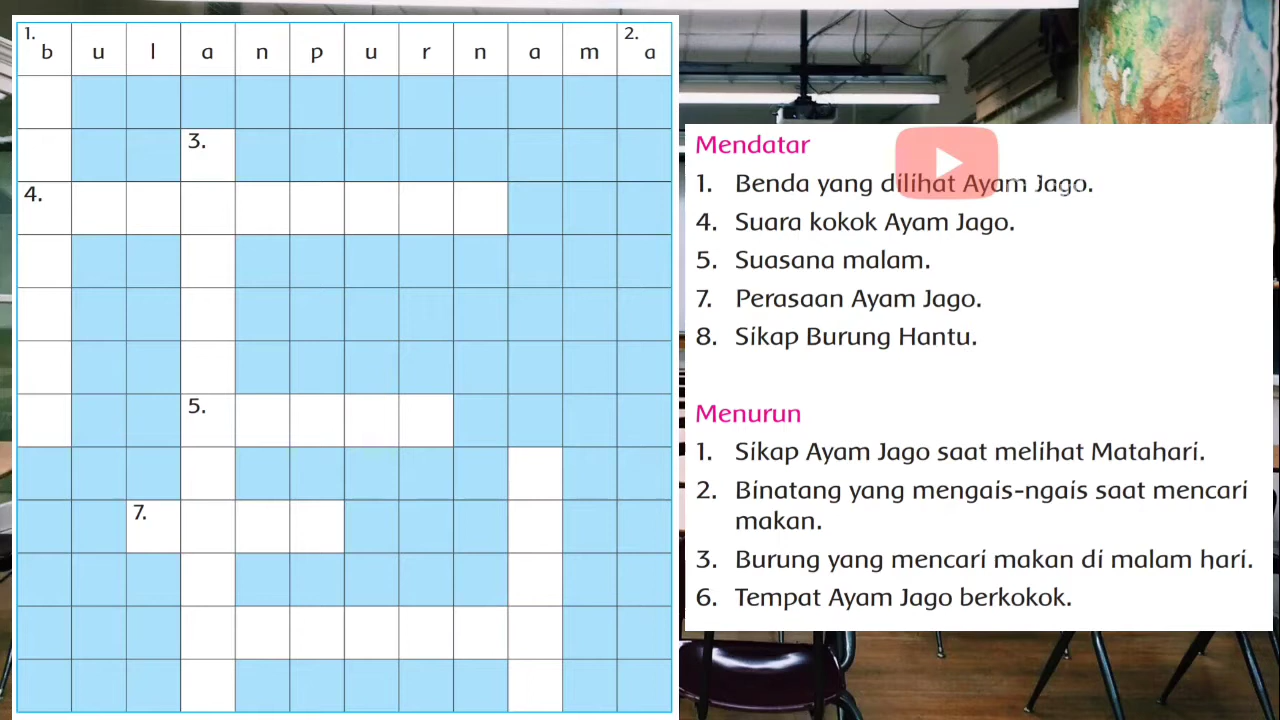 1. 2.
b u l a n p u r n a m a
3.
4.
5.
7.
Mendatar
1. Benda yang dilihat Ayam Jago.
4. Suara kokok Ayam Jago.
5. Suasana malam.
7. Perasaan Ayam Jago.
8. Sikap Burung Hantu.
Menurun
1. Sikap Ayam Jago saat melihat Matahari.
2. Binatang yang mengais-ngais saat mencari
makan.
3. Burung yang mencari makan di malam hari.
6. Tempat Ayam Jago berkokok.